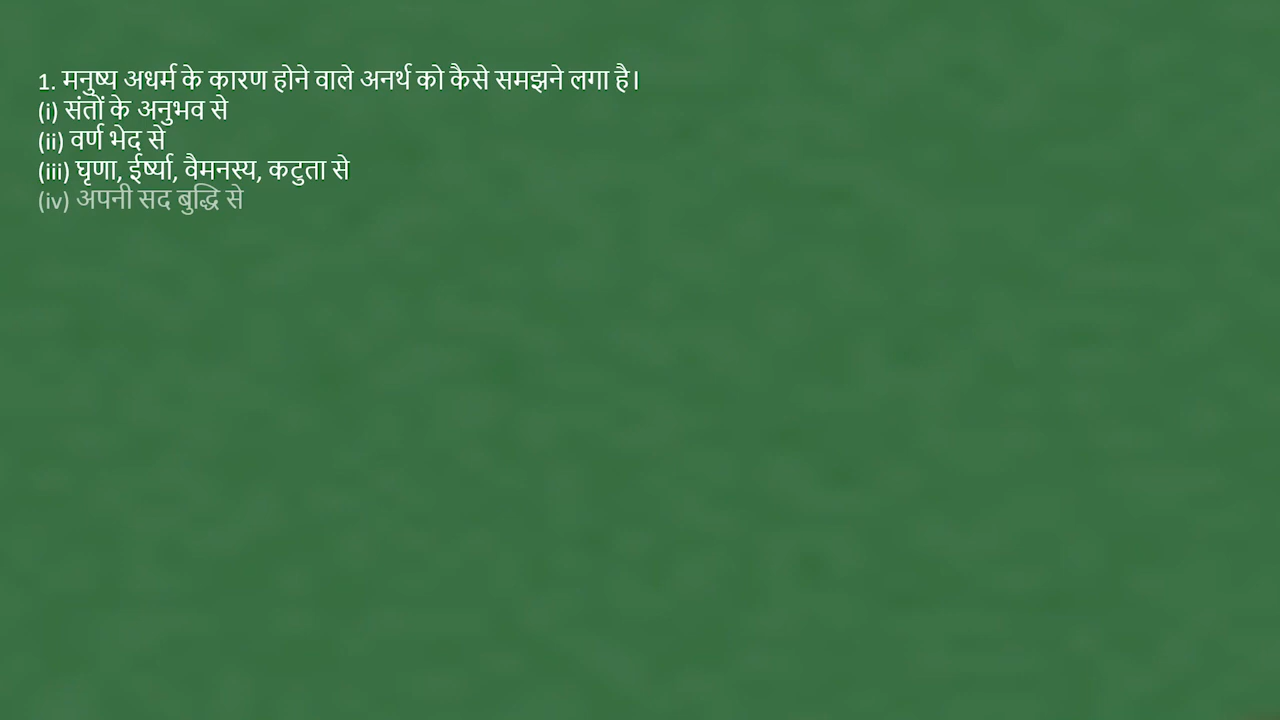 1. मनुष्य अधर्म के कारण होने वाले अनर्थ को कैसे समझने लगा है।
(i) संतों के अनुभव से
(ii) वर्ण भेद से
(iii) घृणा, ईर्ष्या, वैमनस्य, कटुता से
(iv) अपनी सद बुद्धि से